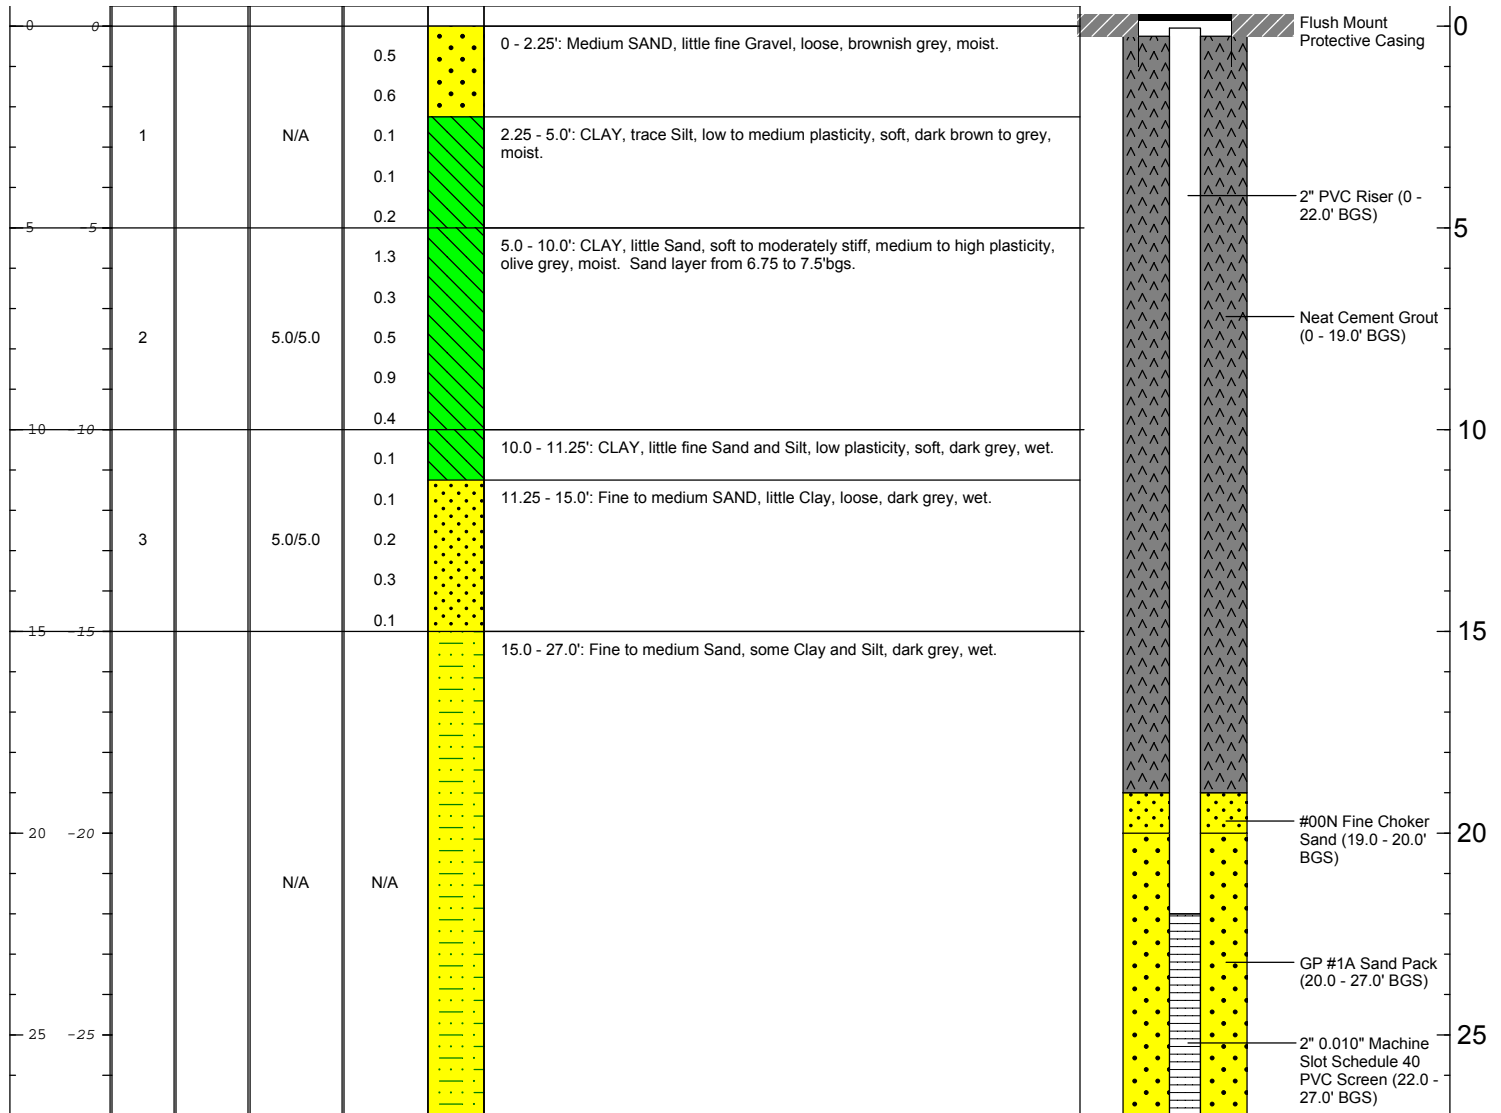 0 0
0.5 0 - 2.25': Medium SAND, little fine Gravel, loose, brownish grey, moist.
0.6
1 N/A 0.1 2.25 - 5.0': CLAY, trace Silt, low to medium plasticity, soft, dark brown to grey,
moist.
0.1
0.2
5 -5
1.3 5.0 - 10.0': CLAY, little Sand, soft to moderately stiff, medium to high plasticity,
olive grey, moist. Sand layer from 6.75 to 7.5'bgs.
0.3
2 5.0/5.0 0.5
0.9
0.4
10 -10
0.1 10.0 - 11.25': CLAY, little fine Sand and Silt, low plasticity, soft, dark grey, wet.
0.1 11.25 - 15.0': Fine to medium SAND, little Clay, loose, dark grey, wet.
3 5.0/5.0 0.2
0.3
0.1
15 -15
15.0 - 27.0': Fine to medium Sand, some Clay and Silt, dark grey, wet.
20 -20
N/A N/A
25 -25
Flush Mount
Protective Casing
2" PVC Riser (0 -
22.0' BGS)
Neat Cement Grout
(0 - 19.0' BGS)
#00N Fine Choker
Sand (19.0 - 20.0'
BGS)
GP #1A Sand Pack
(20.0 - 27.0' BGS)
2" 0.010" Machine
Slot Schedule 40
PVC Screen (22.0 -
27.0' BGS)
0
5
10
15
20
25